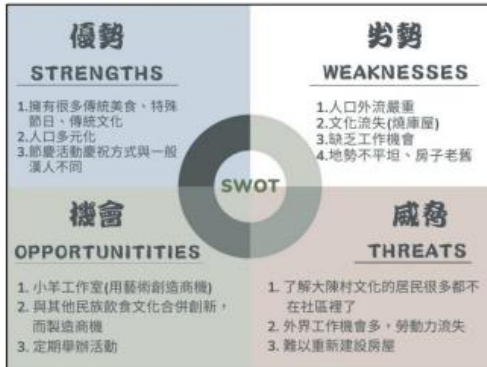 優勢
STRENGTHS
1.擁有很多傳統美食、特殊
節日、傳統文化
2.人口多元化
3.節慶活動慶祝方式與一般
漢人不同
劣勢
WEAKNESSES
1.人口外流嚴重
2.文化流失(燒庫屋)
3.缺乏工作機會
4.地勢不平坦、房子老舊
SWOT
機會
OPPORTUNITITIES
1. 小羊工作室(用藝術創造商機)
2. 與其他民族飲食文化合併創新，
而製造商機
3. 定期舉辦活動
威脅
THREATS
1. 了解大陳村文化的居民很多都不
在社區裡了
2. 外界工作機會多，勞動力流失
3. 難以重新建設房屋